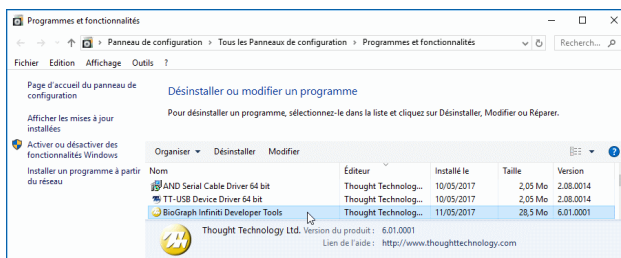 Programmes et fonctionnalités
Panneau de configuration > Tous les Panneaux de configuration > Programmes et fonctionnalités
Recherch...
Fichier Edition Affichage Outils ?
Page d'accueil du panneau de configuration
Afficher les mises à jour installées
Activer ou désactiver des fonctionnalités Windows
Installer un programme à partir du réseau
Désinstaller ou modifier un programme
Pour désinstaller un programme, sélectionnez-le dans la liste et cliquez sur Désinstaller, Modifier ou Réparer.
Organiser Désinstaller Modifier
Nom Éditeur Installé le Taille Version
AND Serial Cable Driver 64 bit Thought Technolog... 10/05/2017 2,05 Mo 2.08.0014
TT-USB Device Driver 64 bit Thought Technolog... 10/05/2017 2,05 Mo 2.08.0014
BioGraph Infiniti Developer Tools Thought Technolog... 11/05/2017 28,5 Mo 6.01.0001
Thought Technology Ltd. Version du produit : 6.01.0001
Lien de l'aide : http://www.thoughttechnology.com